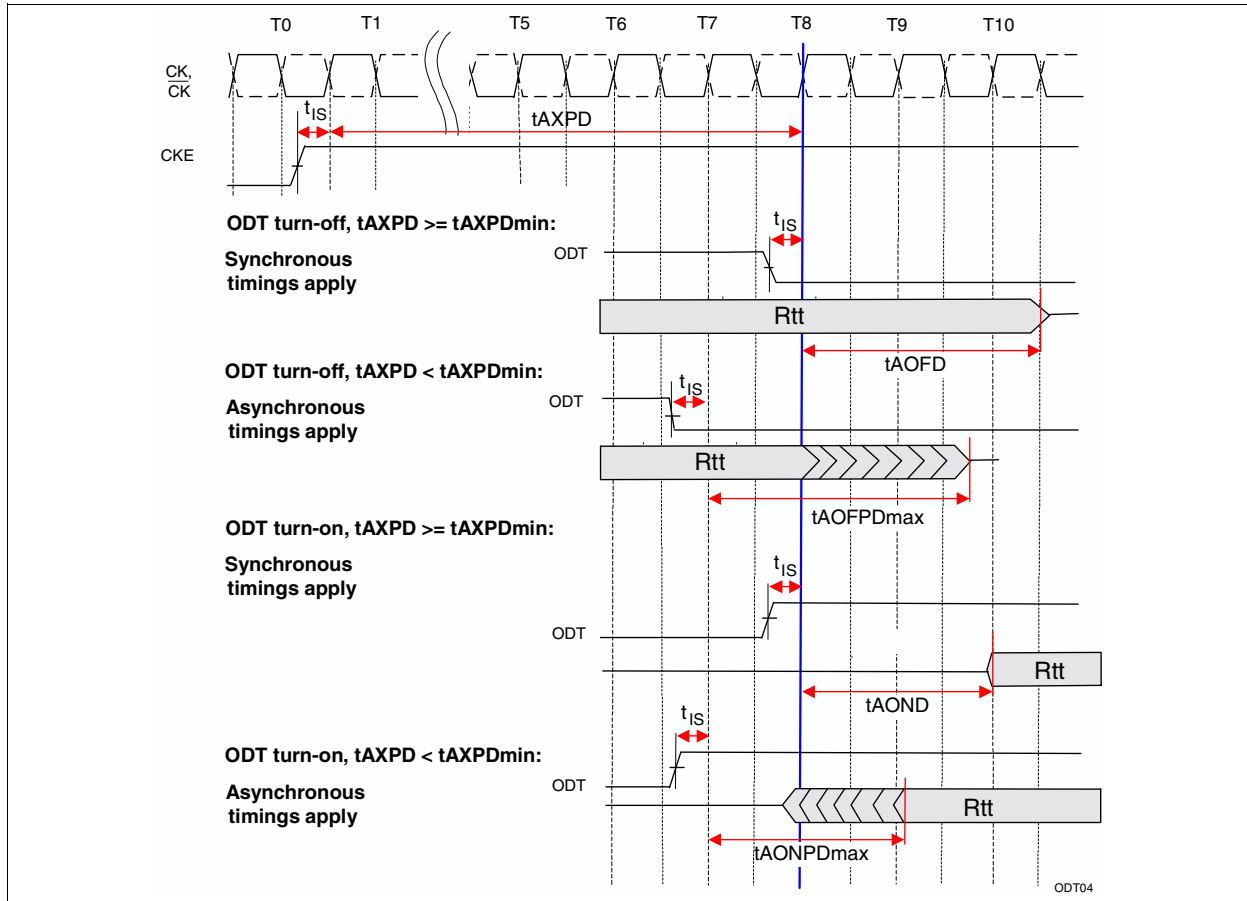 T0 T1 T5 T6 T7 T8 T9 T10
CK,
CK
tIS
tAXPD
CKE
ODT turn-off, tAXPD >= tAXPDmin:
tIS
Synchronous
timings apply
ODT
Rtt
tAOFD
ODT turn-off, tAXPD < tAXPDmin:
tIS
Asynchronous
timings apply
ODT
Rtt
tAOFPDmax
ODT turn-on, tAXPD >= tAXPDmin:
Synchronous
timings apply
tIS
ODT
Rtt
tAOND
tIS
ODT turn-on, tAXPD < tAXPDmin:
ODT
Asynchronous
timings apply
Rtt
tAONPDmax
ODT04